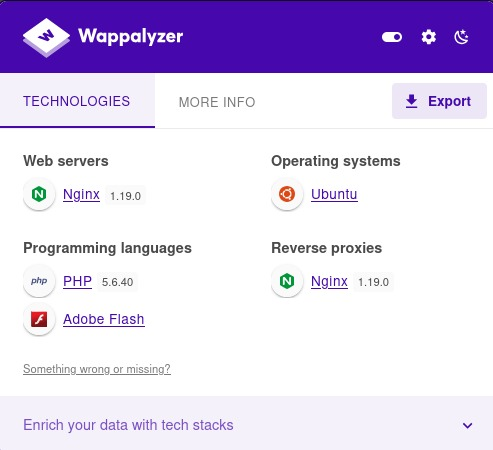 Wappalyzer
TECHNOLOGIES
MORE INFO
Export
Web servers
Nginx 1.19.0
Operating systems
Ubuntu
Programming languages
php PHP 5.6.40
Adobe Flash
Reverse proxies
Nginx 1.19.0
Something wrong or missing?
Enrich your data with tech stacks